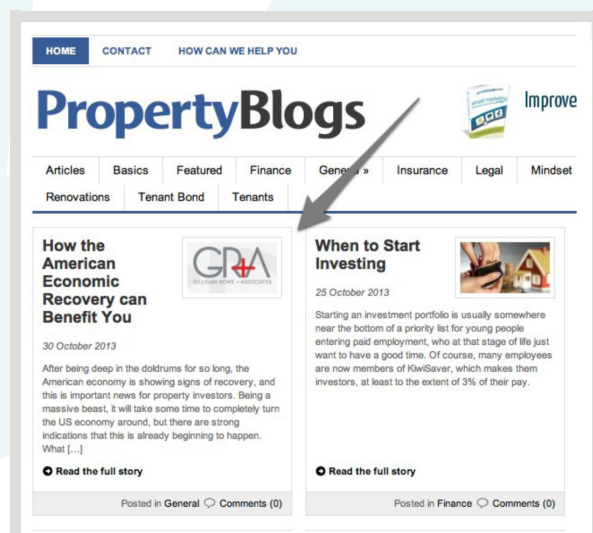 HOME CONTACT HOW CAN WE HELP YOU
PropertyBlogs
Improve
Articles Basics Featured Finance General » Insurance Legal Mindset
Renovations Tenant Bond Tenants
How the
American
Economic
Recovery can
Benefit You
GRA
GILLIGAN ROWE + ASSOCIATES
30 October 2013
After being deep in the doldrums for so long, the
American economy is showing signs of recovery, and
this is important news for property investors. Being a
massive beast, it will take some time to completely turn
the US economy around, but there are strong
indications that this is already beginning to happen.
What […]
Read the full story
Posted in General Comments (0)
When to Start
Investing
25 October 2013
Starting an investment portfolio is usually somewhere
near the bottom of a priority list for young people
entering paid employment, who at that stage of life just
want to have a good time. Of course, many employees
are now members of KiwiSaver, which makes them
investors, at least to the extent of 3% of their pay.
Read the full story
Posted in Finance Comments (0)